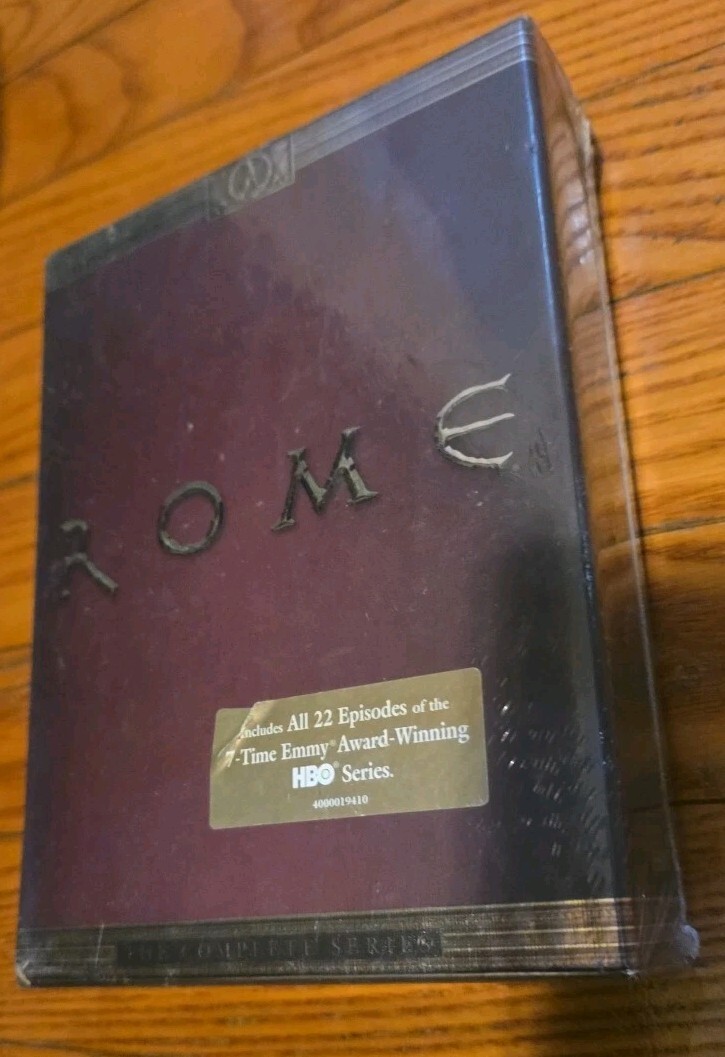 ROME
Includes All 22 Episodes of the
7-Time Emmy® Award-Winning
HBO® Series.
4000019410
THE COMPLETE SERIES